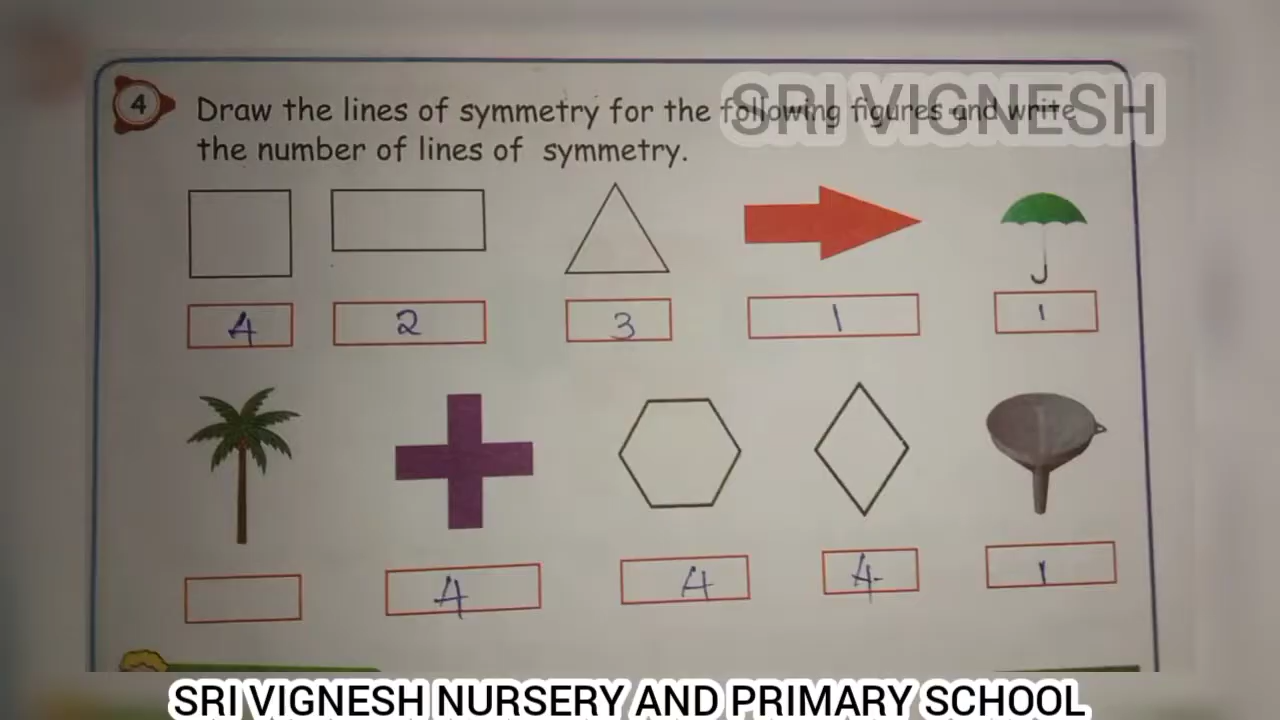 SRI VIGNESH
4
Draw the lines of symmetry for the following figures and write
the number of lines of symmetry.
4 2 3 1 1
4 4 4 1
SRI VIGNESH NURSERY AND PRIMARY SCHOOL